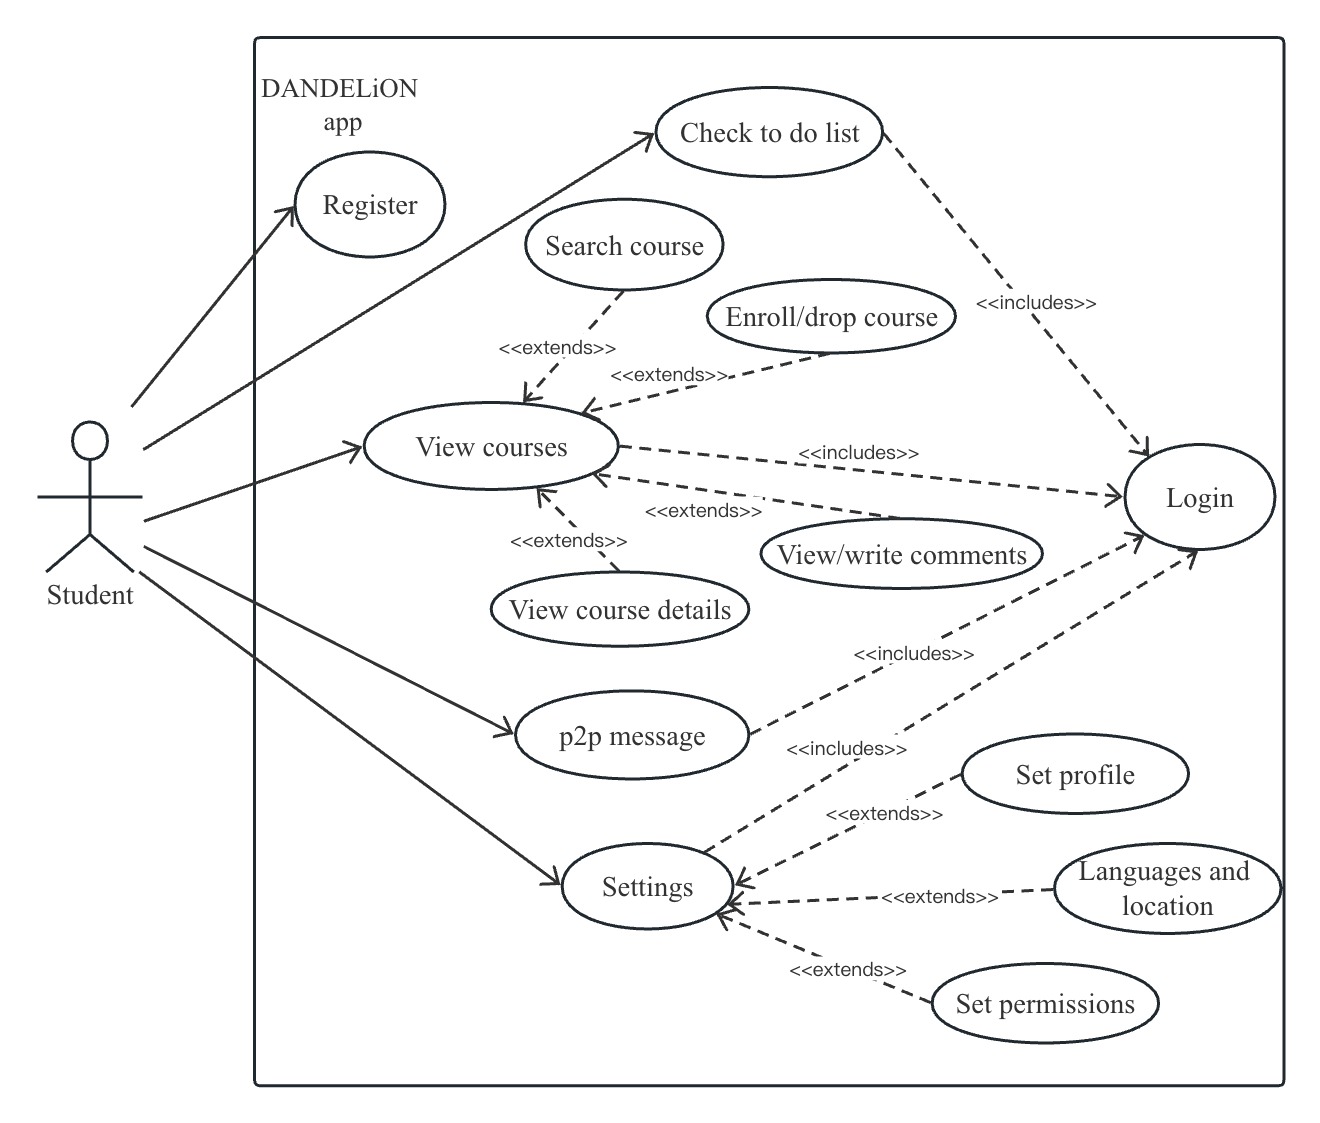 DANDELiON
app
Check to do list
Register
Search course
<<includes>>
Enroll/drop course
<<extends>>
<<extends>>
View courses
<<includes>>
Login
<<extends>>
<<extends>>
View/write comments
Student
View course details
<<includes>>
p2p message
<<includes>>
Set profile
<<extends>>
Settings
Languages and
location
<<extends>>
<<extends>>
Set permissions